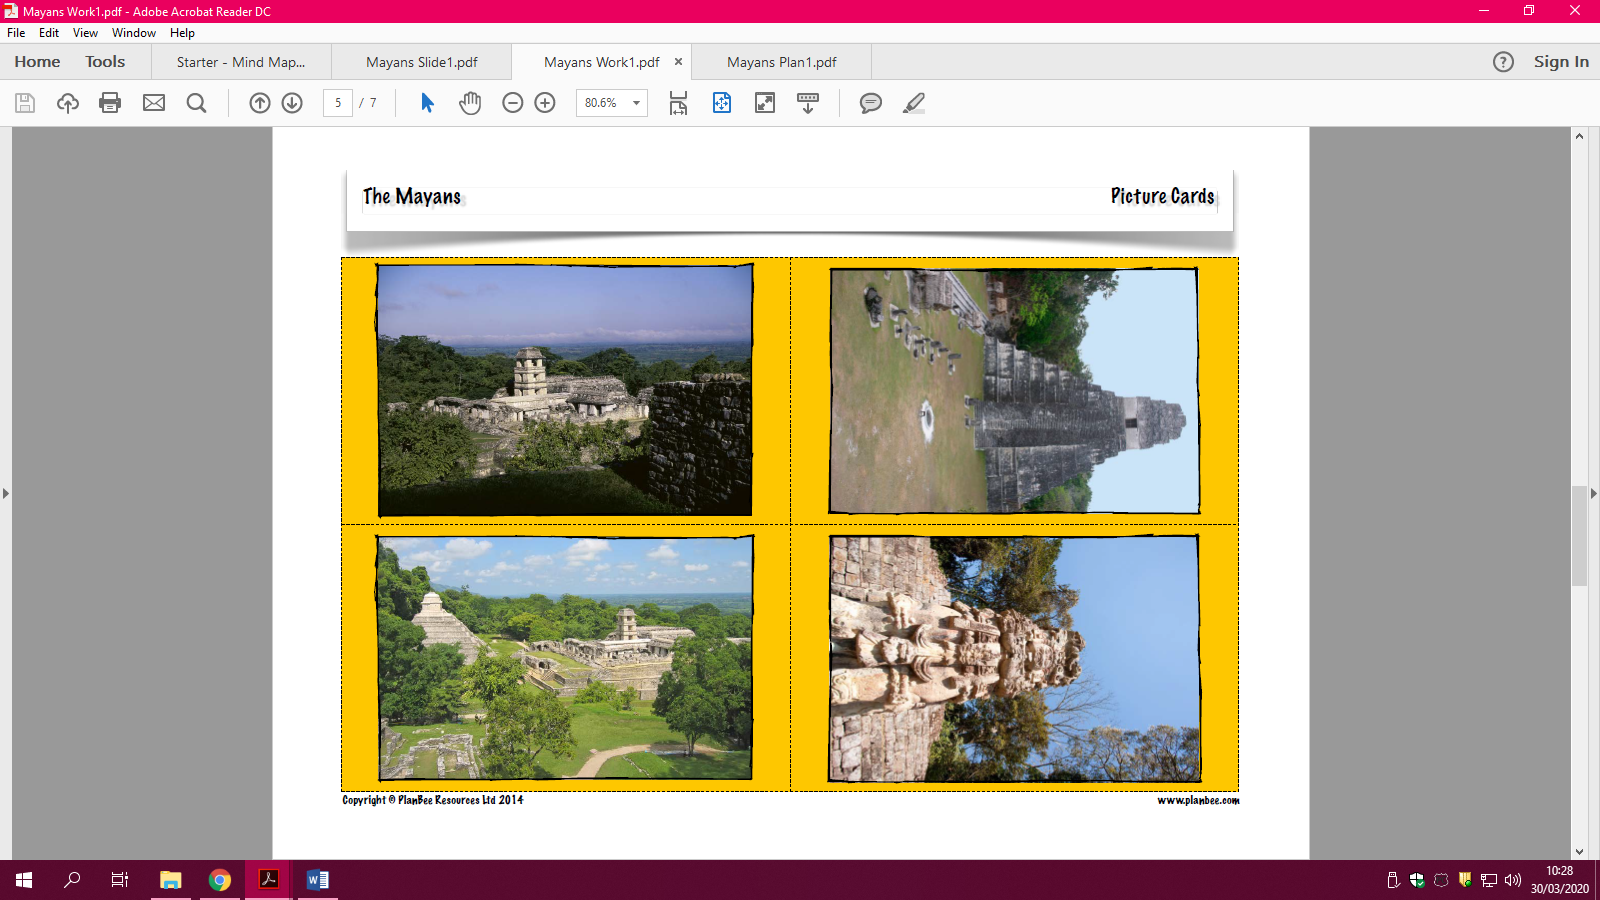 Mayans Work1.pdf - Adobe Acrobat Reader DC
File Edit View Window Help
Home Tools Starter - Mind Map... Mayans Slide1.pdf Mayans Work1.pdf × Mayans Plan1.pdf ? Sign In
5 / 7 80.6%
The Mayans Picture Cards
Copyright © PlanBee Resources Ltd 2014 www.planbee.com
10:28
30/03/2020